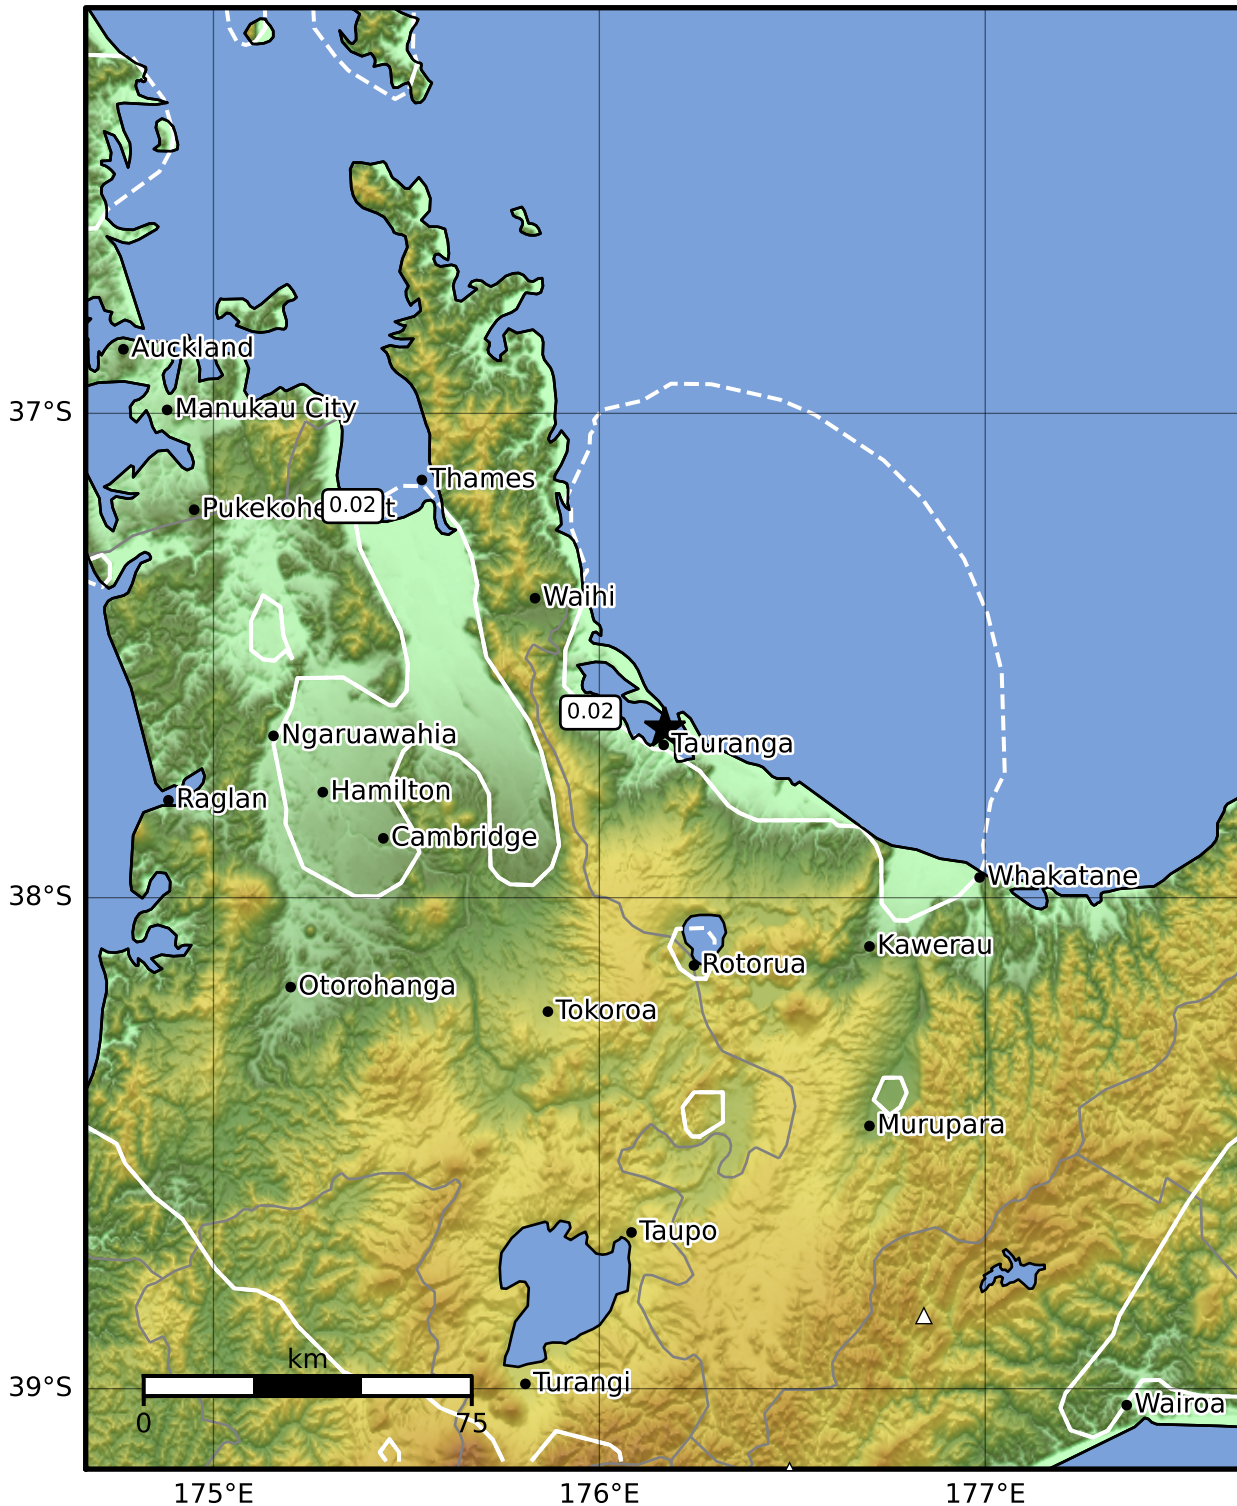 Auckland
Manukau City
37°S
Thames
Pukekohe
0.02
t
Waihi
0.02
Ngaruawahia
Tauranga
Hamilton
Raglan
Cambridge
Whakatane
38°S
Kawerau
Rotorua
Otorohanga
Tokoroa
Murupara
Taupo
km
Turangi
39°S
0
75
Wairoa
175°E
176°E
177°E